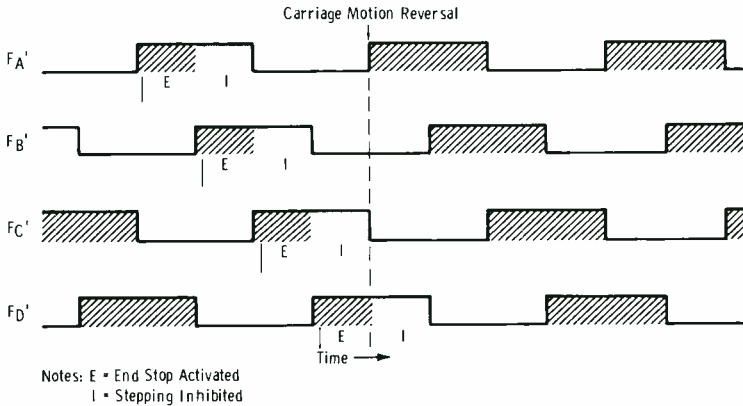 Carriage Motion Reversal
FA'
E I
FB'
E I
FC'
E I
FD'
E I
Time
Notes: E = End Stop Activated
I = Stepping Inhibited